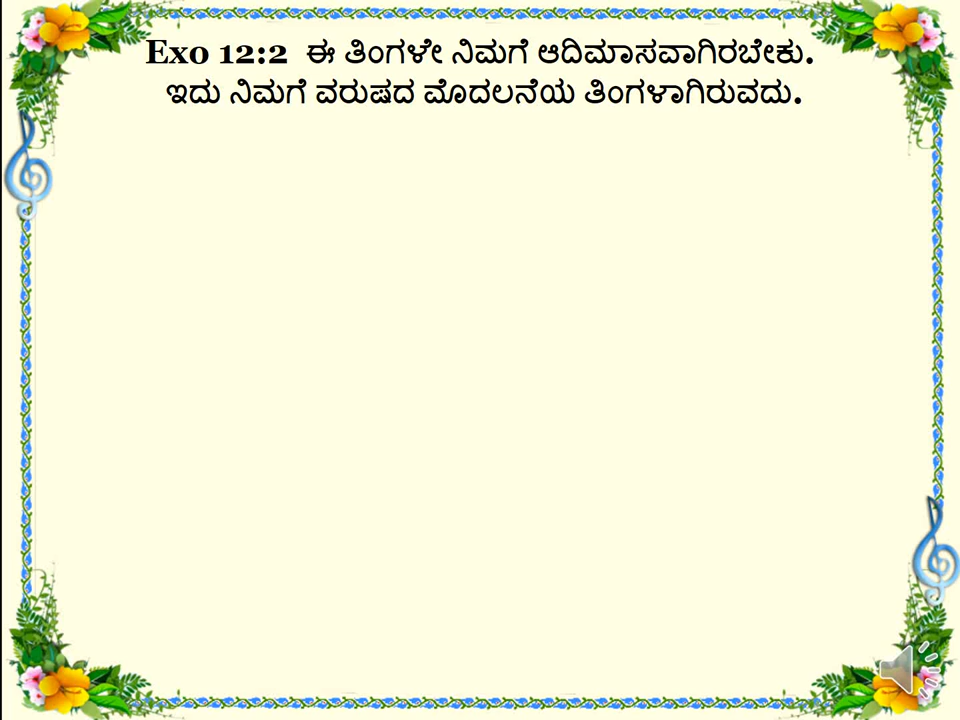 Exo 12:2 ಈ ತಿಂಗಳೇ ನಿಮಗೆ ಆದಿಮಾಸವಾಗಿರಬೇಕು.
ಇದು ನಿಮಗೆ ವರುಷದ ಮೊದಲನೆಯ ತಿಂಗಳಾಗಿರುವದು.